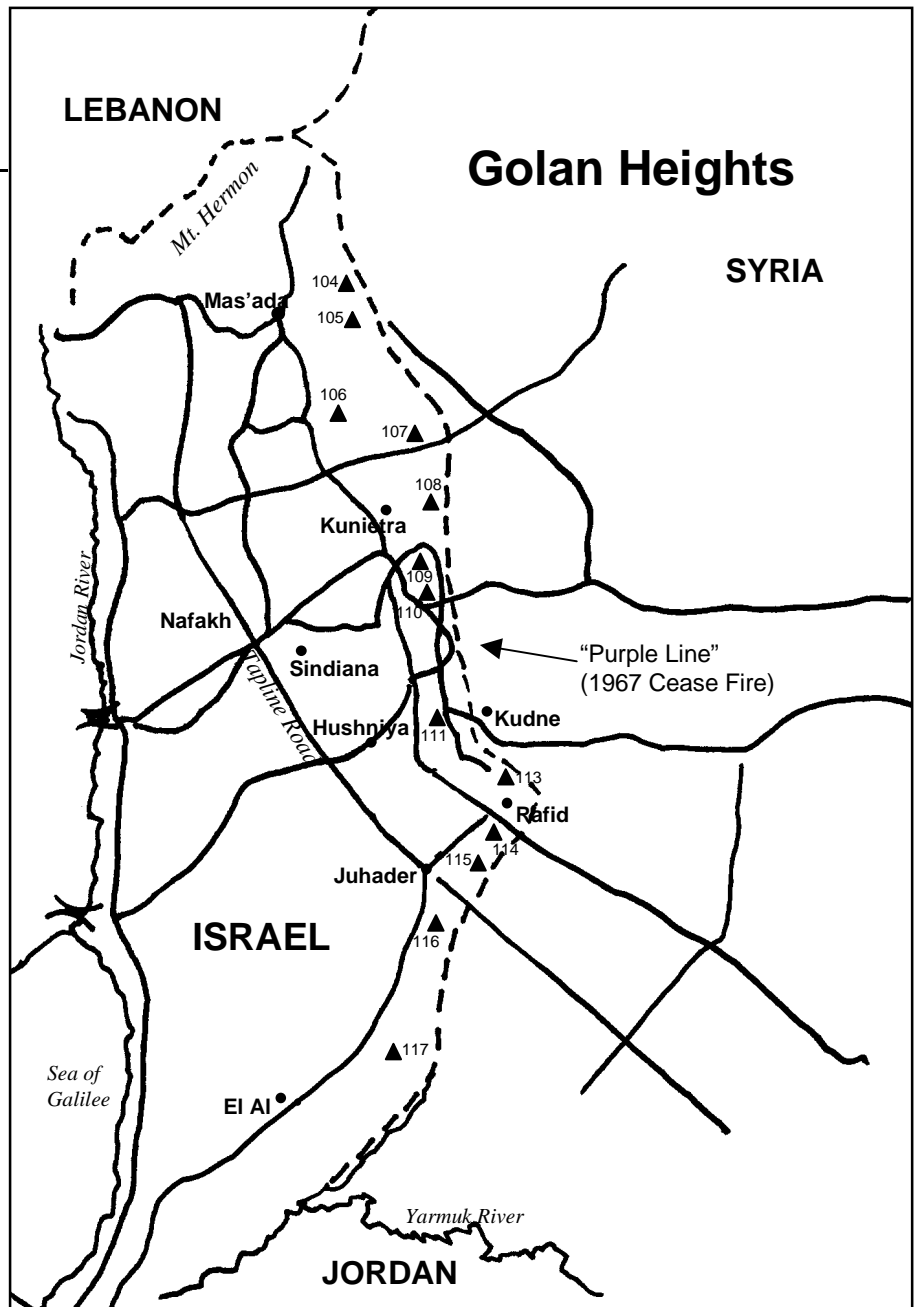 LEBANON
Golan Heights
Mt. Hermon
SYRIA
104
Mas'ada
105
106
107
108
Kunietra
109
110
Jordan River
Nafakh
"Purple Line"
(1967 Cease Fire)
Sindiana
Tapline Road
Kudne
Hushniya
111
113
Rafid
114
115
Juhader
116
ISRAEL
117
Sea of
Galilee
El Al
Yarmuk River
JORDAN